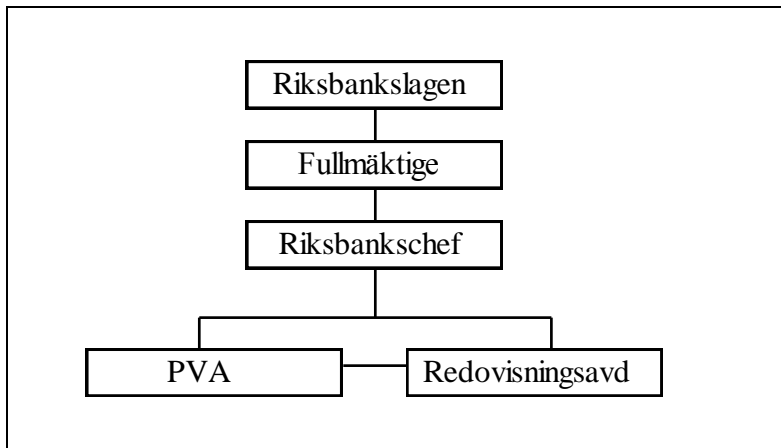 Riksbankslagen
Fullmäktige
Riksbankschef
PVA
Redovisningsavd